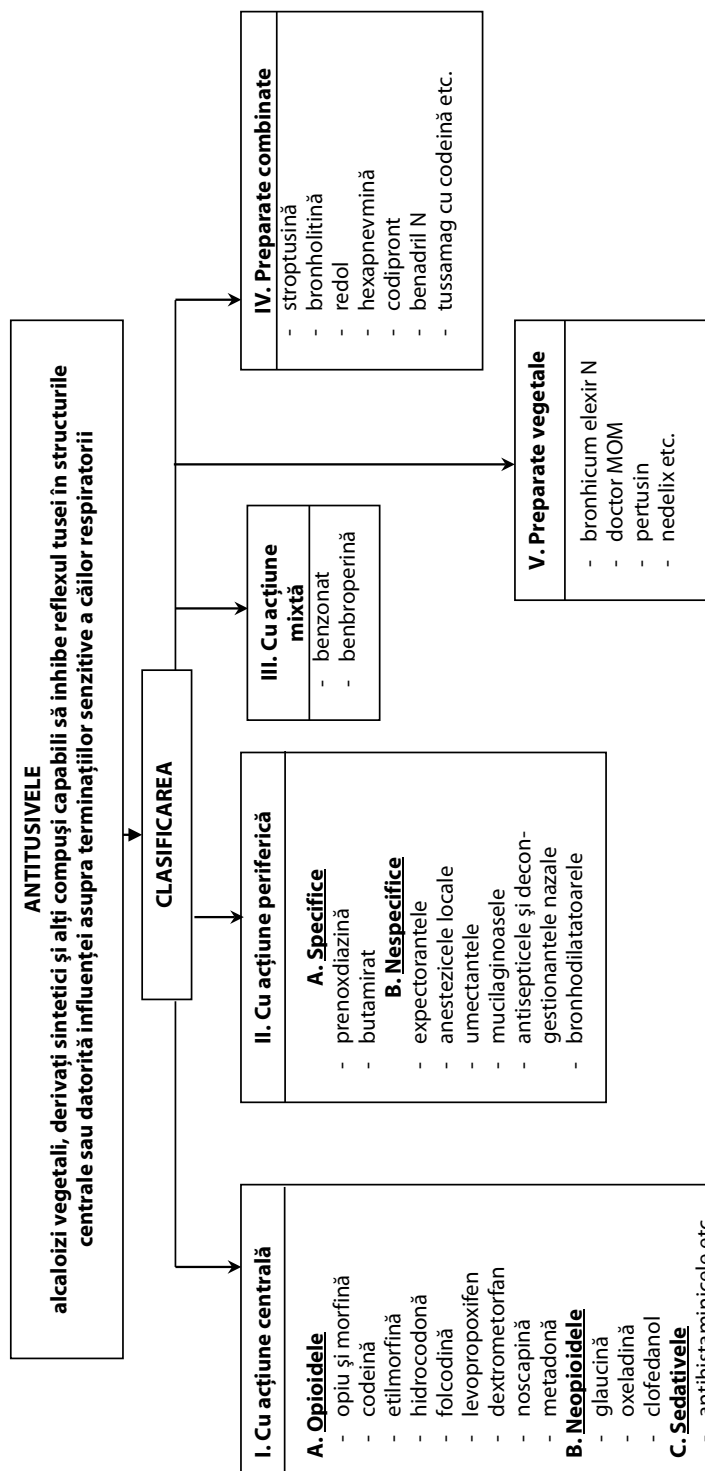 ANTITUSIVELE
alcaloizi vegetali, derivați sintetici și alți compuși capabili să inhibe reflexul tusei în structurile
centrale sau datorită influenței asupra terminațiilor senzitive a căilor respiratorii
CLASIFICAREA
I. Cu acțiune centrală
A. Opioidele
- opiu și morfină
- codeină
- etilmorfină
- hidrocodonă
- folcodină
- levopropoxifen
- dextrometorfan
- noscapină
- metadonă
B. Neopioidele
- glaucină
- oxeladină
- clofedanol
C. Sedativele
- antihistaminicele etc.
II. Cu acțiune periferică
A. Specifice
- prenoxdiazină
- butamirat
B. Nespecifice
- expectorantele
- anestezicele locale
- umectantele
- mucilaginoasele
- antisepticele și decon-
gestionantele nazale
- bronhodilatatoarele
III. Cu acțiune
mixtă
- benzonat
- benbroperină
IV. Preparate combinate
- stroptusină
- bronholitină
- redol
- hexapnevmină
- codipront
- benadril N
- tussamag cu codeină etc.
V. Preparate vegetale
- bronhicum elexir N
- doctor MOM
- pertusin
- nedelix etc.